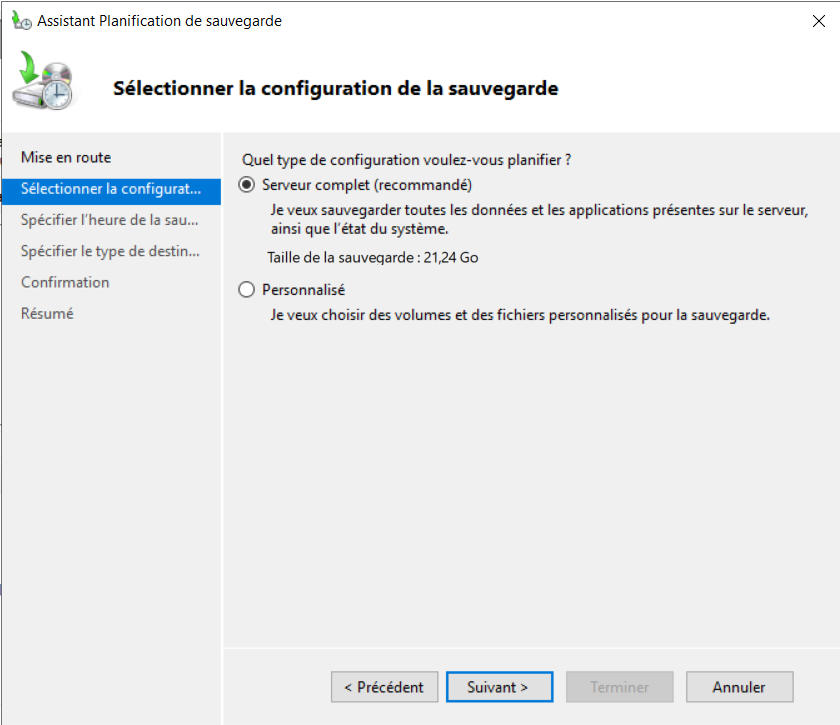 Assistant Planification de sauvegarde
Sélectionner la configuration de la sauvegarde
Mise en route
Sélectionner la configurat...
Spécifier l'heure de la sau...
Spécifier le type de destin...
Confirmation
Résumé
Quel type de configuration voulez-vous planifier ?
Serveur complet (recommandé)
Je veux sauvegarder toutes les données et les applications présentes sur le serveur,
ainsi que l'état du système.
Taille de la sauvegarde : 21,24 Go
Personnalisé
Je veux choisir des volumes et des fichiers personnalisés pour la sauvegarde.
< Précédent
Suivant >
Terminer
Annuler